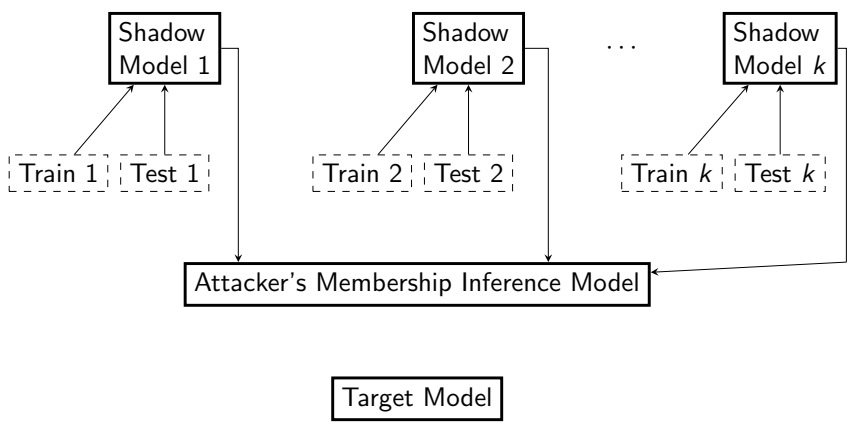 Shadow
Model 1
Shadow
Model 2
...
Shadow
Model k
Train 1
Test 1
Train 2
Test 2
Train k
Test k
Attacker's Membership Inference Model
Target Model